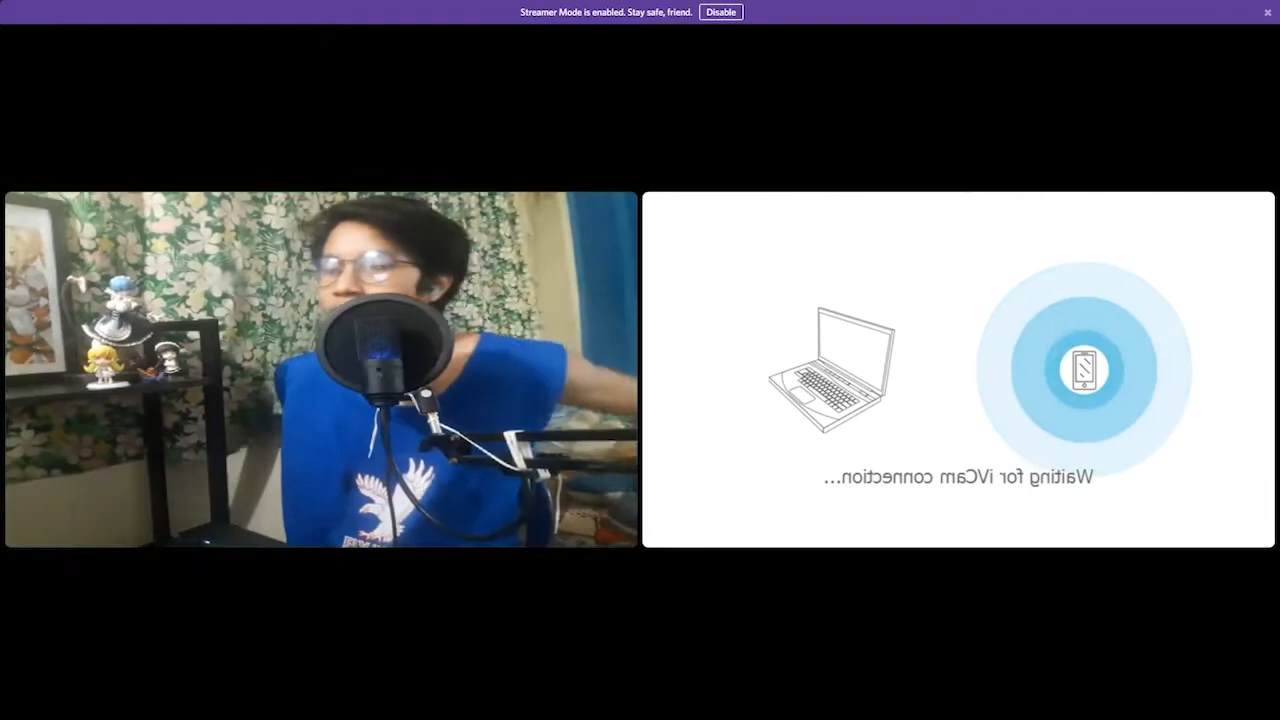 Streamer Mode is enabled. Stay safe, friend. Disable
Waiting for iVCam connection...